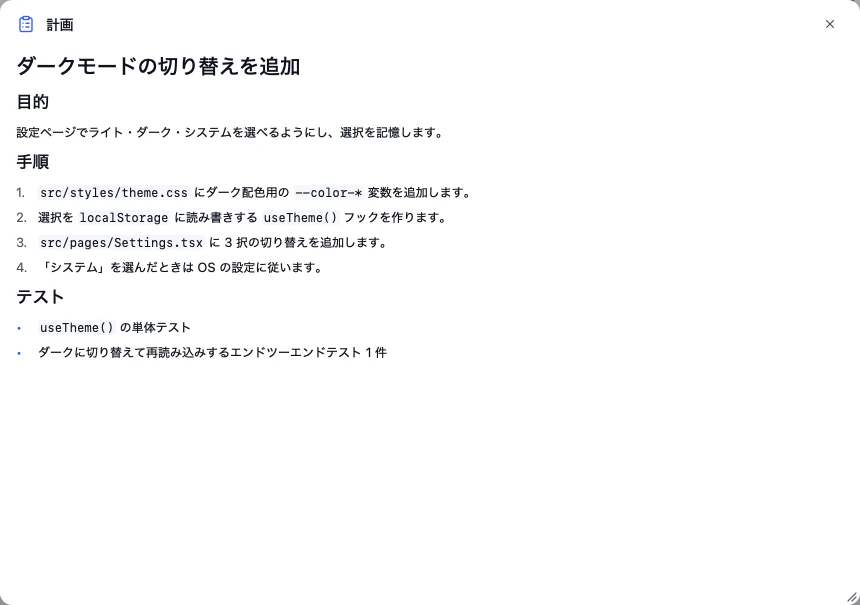 計画
ダークモードの切り替えを追加
目的
設定ページでライト・ダーク・システムを選べるようにし、選択を記憶します。
手順
1. src/styles/theme.css にダーク配色用の --color-* 変数を追加します。
2. 選択を localStorage に読み書きする useTheme() フックを作ります。
3. src/pages/Settings.tsx に 3 択の切り替えを追加します。
4. 「システム」を選んだときは OS の設定に従います。
テスト
• useTheme() の単体テスト
• ダークに切り替えて再読み込みするエンドツーエンドテスト 1 件